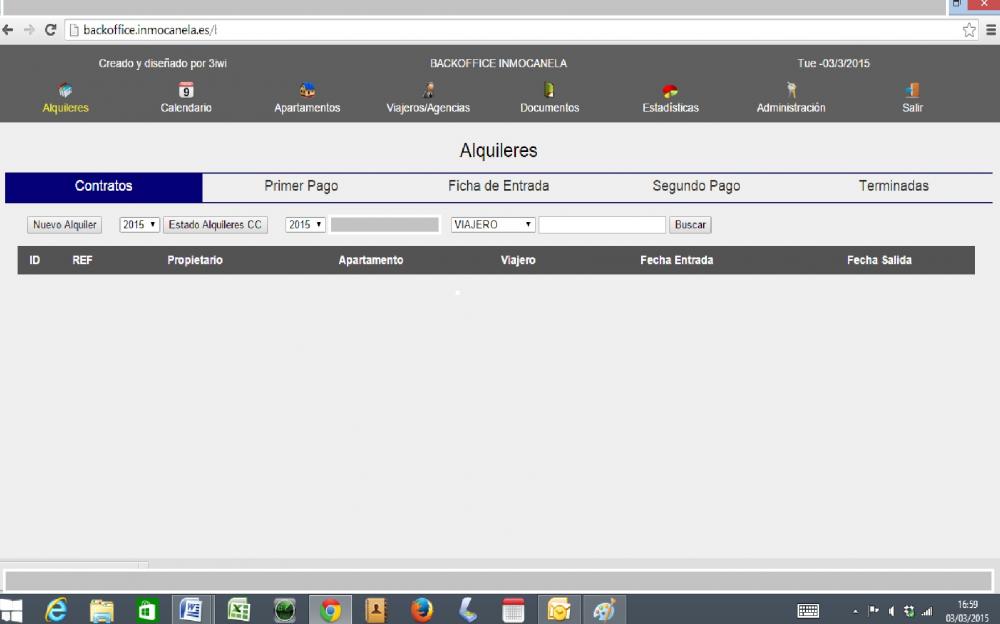 backoffice.inmocanela.es/
Creado y diseñado por 3iwi BACKOFFICE INMOCANELA Tue -03/3/2015
9
Alquileres Calendario Apartamentos Viajeros/Agencias Documentos Estadísticas Administración Salir
Alquileres
Contratos Primer Pago Ficha de Entrada Segundo Pago Terminadas
Nuevo Alquiler 2015 Estado Alquileres CC 2015 VIAJERO Buscar
ID REF Propietario Apartamento Viajero Fecha Entrada Fecha Salida
16:59
03/03/2015